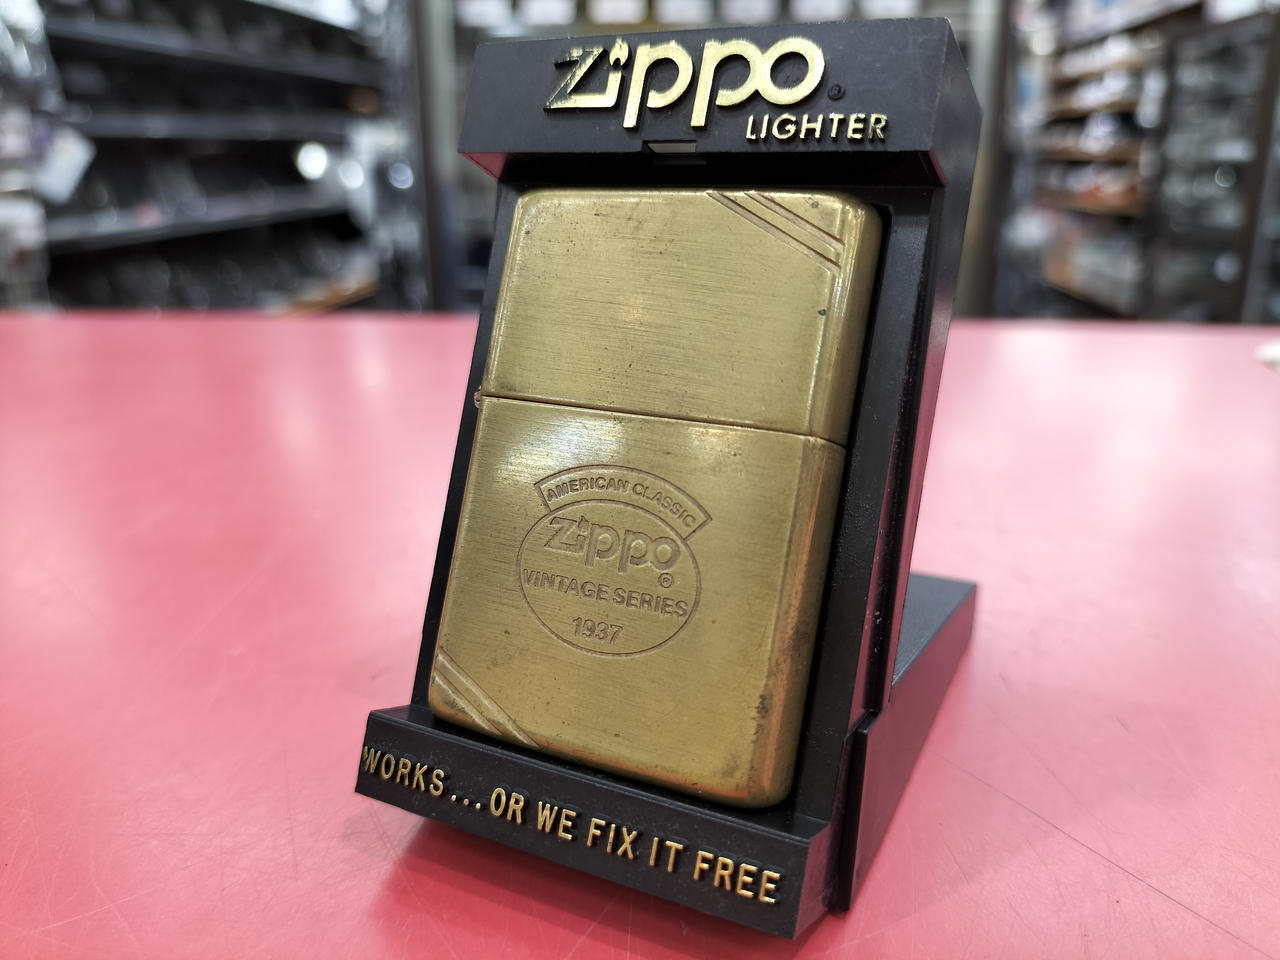 Zippo®
LIGHTER
AMERICAN CLASSIC
Zippo®
VINTAGE SERIES
1937
WORKS...OR WE FIX IT FREE